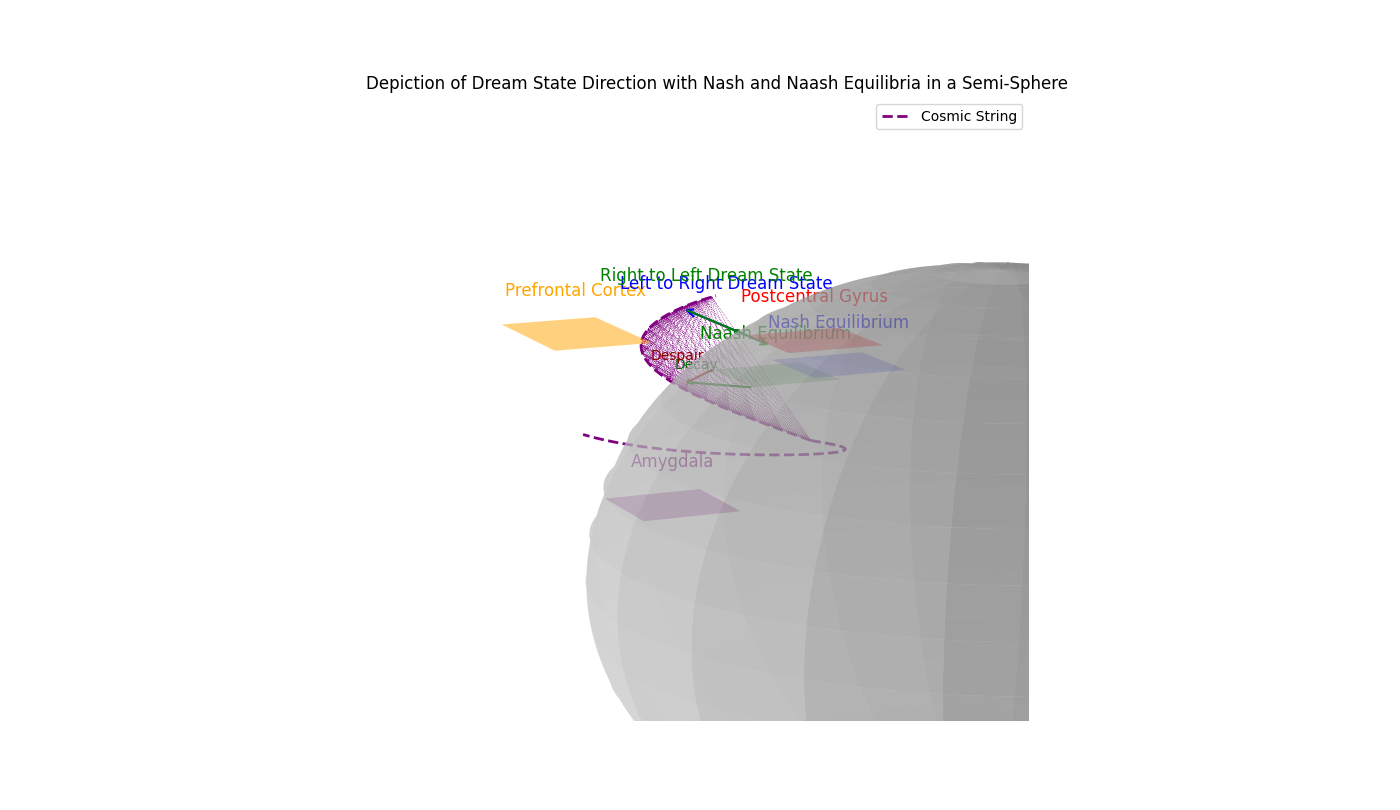 Depiction of Dream State Direction with Nash and Naash Equilibria in a Semi-Sphere
Cosmic String
Right to Left Dream State
Left to Right Dream State
Prefrontal Cortex
Postcentral Gyrus
Nash Equilibrium
Naash Equilibrium
Despair
Decay
Amygdala